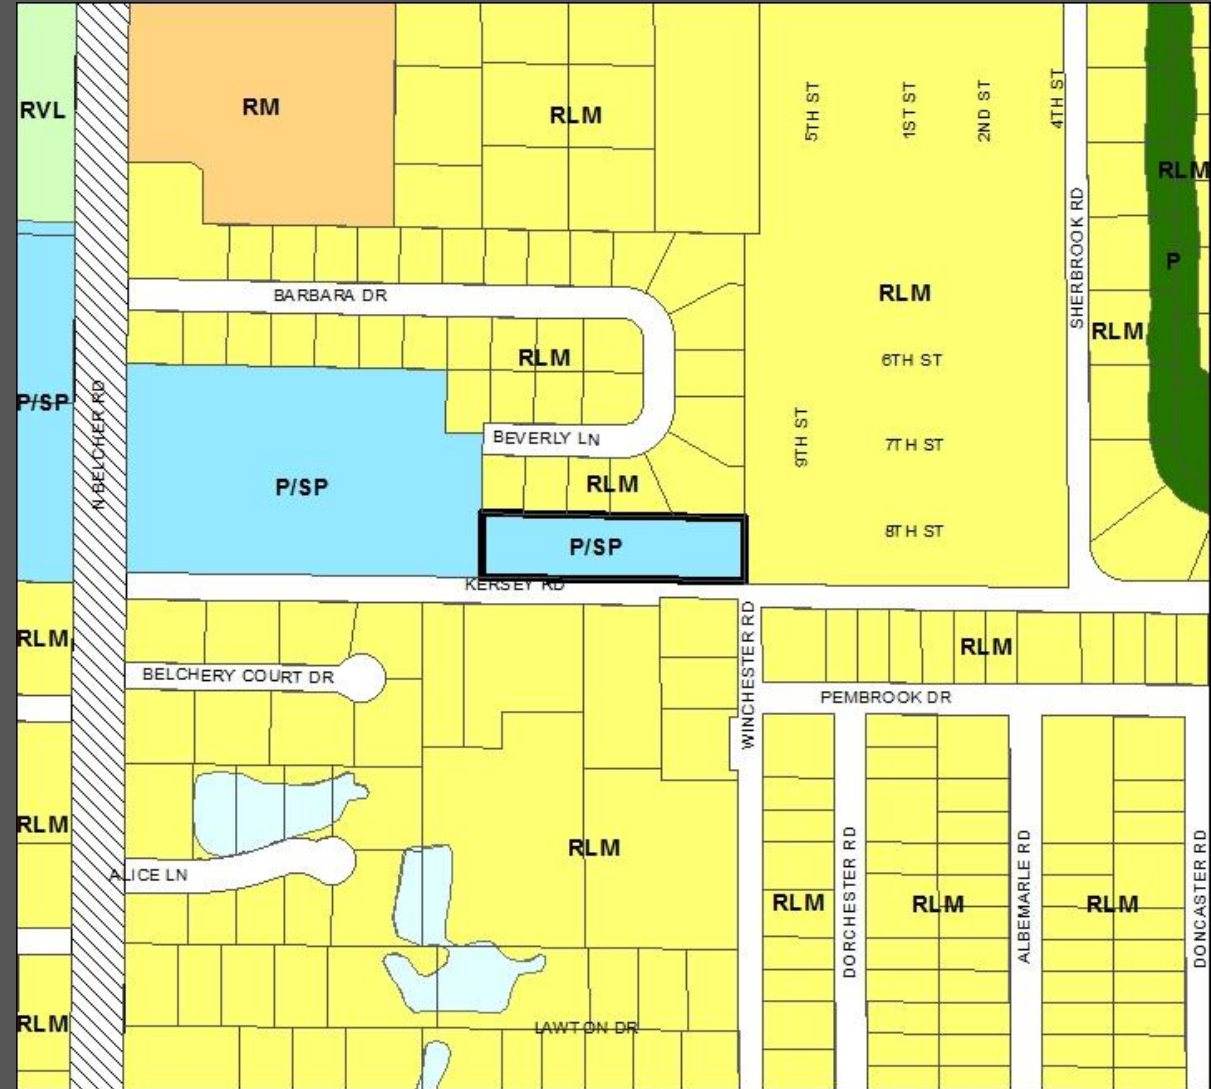 RVL
RM
RLM
5TH ST
1ST ST
2ND ST
4TH ST
RLM
SHERBROOK RD
P
BARBARA DR
RLM
RLM
RLM
6TH ST
P/SP
N BELCHER RD
BEVERLY LN
9TH ST
7TH ST
P/SP
RLM
8TH ST
P/SP
KERSEY RD
RLM
WINCHESTER RD
RLM
BELCHERY COURT DR
PEMBROOK DR
RLM
RLM
ALICE LN
RLM
DORCHESTER RD
RLM
ALBEMARLE RD
RLM
DONCASTER RD
RLM
LAWTON DR